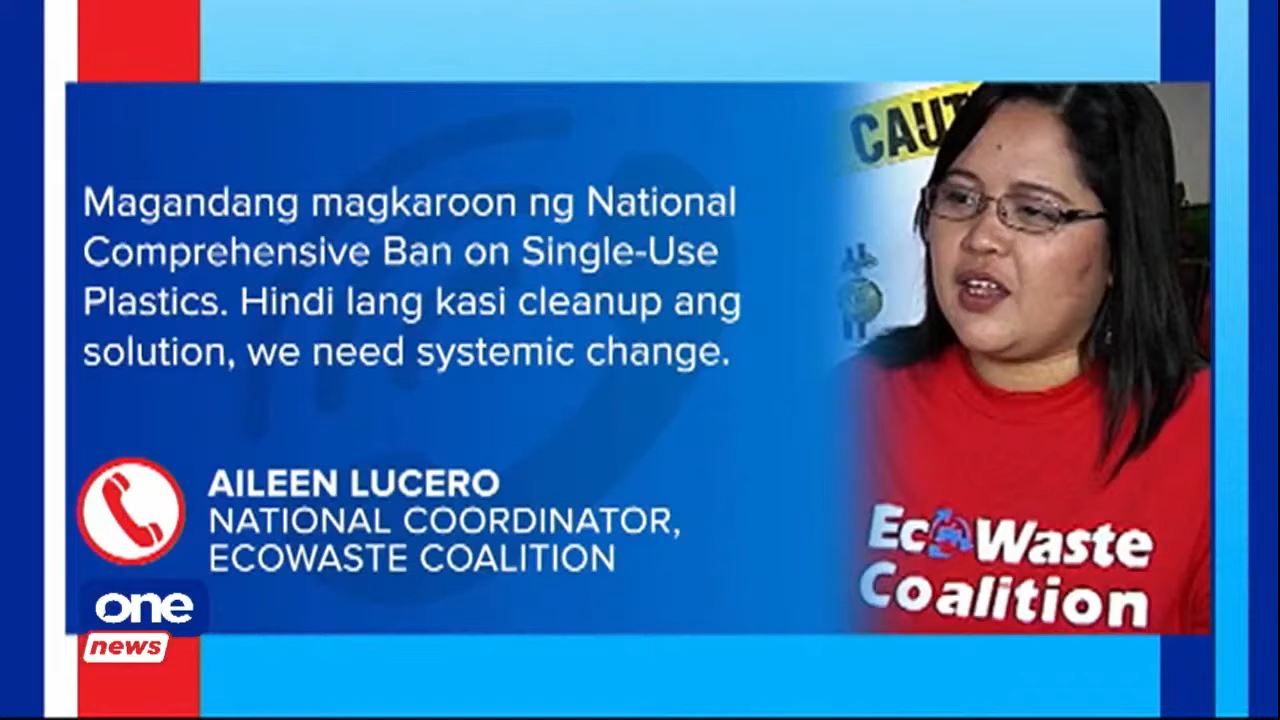 Magandang magkaroon ng National
Comprehensive Ban on Single-Use
Plastics. Hindi lang kasi cleanup ang
solution, we need systemic change.
AILEEN LUCERO
NATIONAL COORDINATOR,
ECOWASTE COALITION
one
news
EcoWaste
Coalition